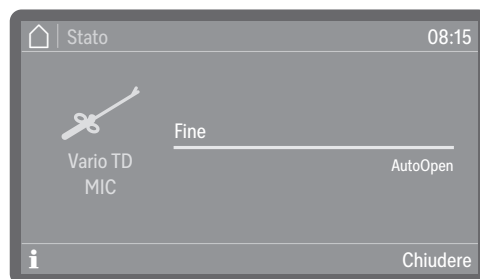 Stato 08:15
Fine
AutoOpen
Vario TD
MIC
i Chiudere